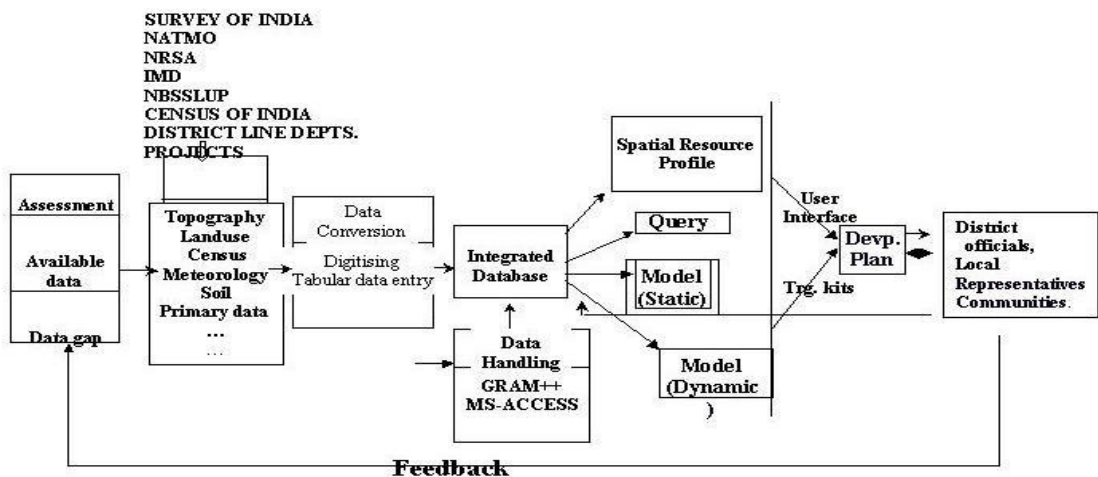 SURVEY OF INDIA
NATMO
NRSA
IMD
NBSSLUP
CENSUS OF INDIA
DISTRICT LINE DEPTS.
PROJECTS
Assessment
Available
data
Data gap
Topography
Landuse
Census
Meteorology
Soil
Primary data
...
...
Data
Conversion
Digitising
Tabular data entry
Integrated
Database
Data
Handling
GRAM++
MS-ACCESS
Spatial Resource
Profile
Query
Model
(Static)
Model
(Dynamic
)
User
Interface
Trg. kits
Devp.
Plan
District
officials,
Local
Representatives
Communities.
Feedback